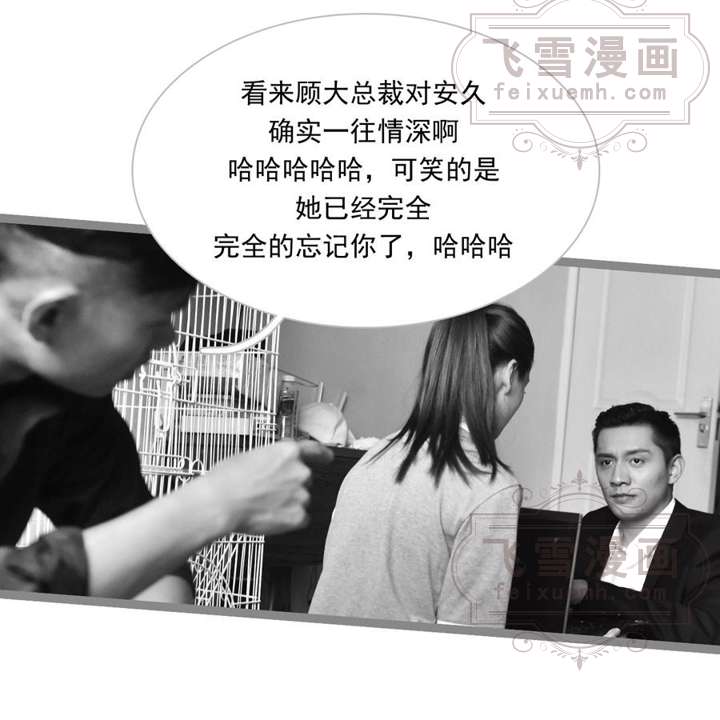 飞雪漫画
feixuemh.com
看来顾大总裁对安久
确实一往情深啊
哈哈哈哈哈，可笑的是
她已经完全
完全的忘记你了，哈哈哈
飞雪漫画
feixuemh.com